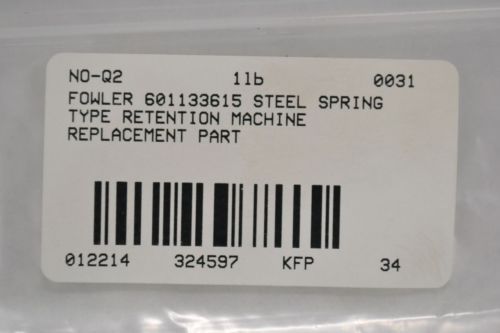 NO-Q2 1lb 0031
FOWLER 601133615 STEEL SPRING
TYPE RETENTION MACHINE
REPLACEMENT PART
012214 324597 KFP 34